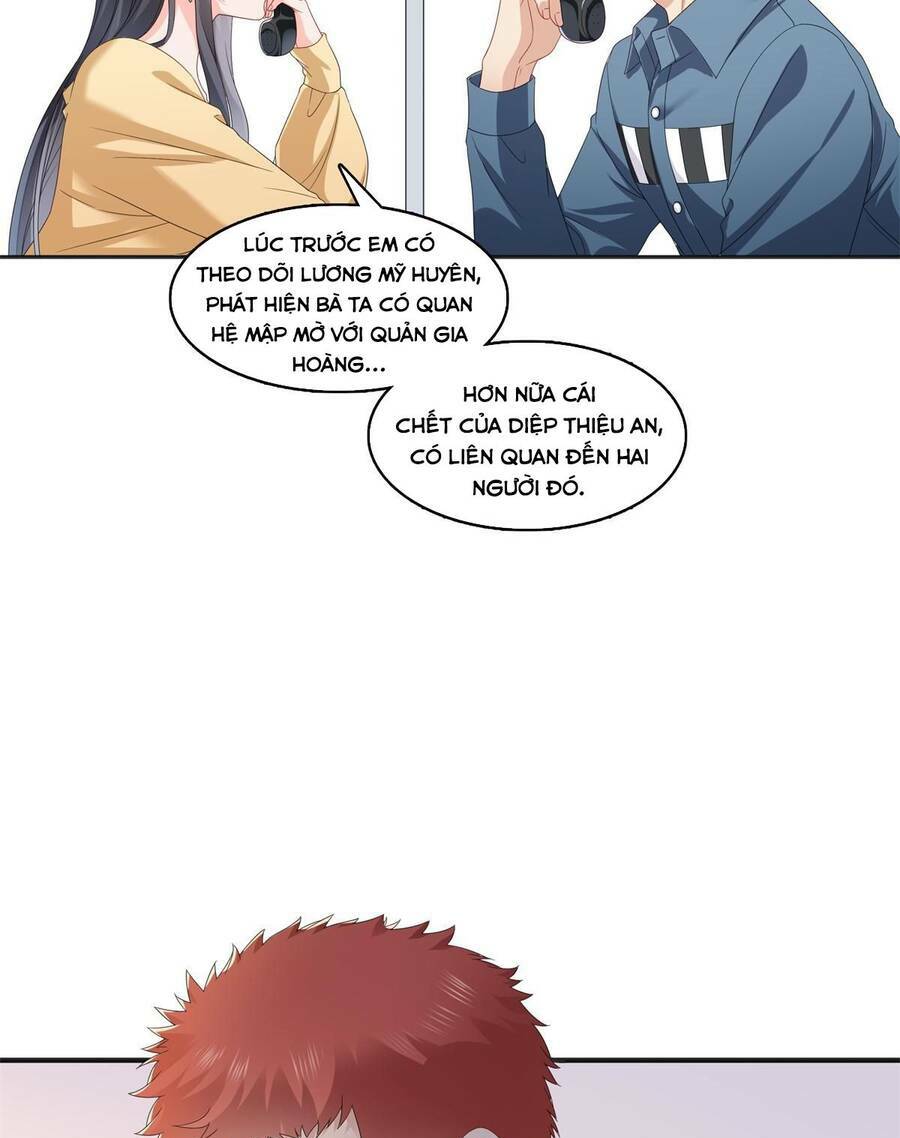 LÚC TRƯỚC EM CÓ
THEO DÕI LƯƠNG MỸ HUYÊN,
PHÁT HIỆN BÀ TA CÓ QUAN
HỆ MẬP MỜ VỚI QUẢN GIA
HOÀNG...
HƠN NỮA CÁI
CHẾT CỦA DIỆP THIỆU AN,
CÓ LIÊN QUAN ĐẾN HAI
NGƯỜI ĐÓ.